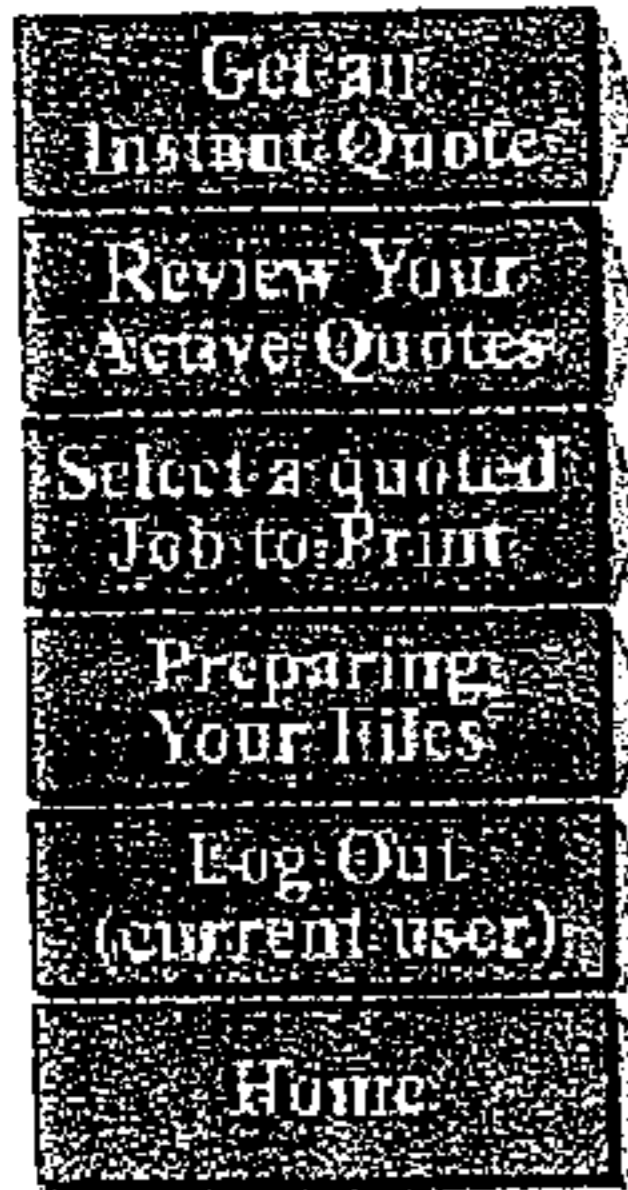 Get an
Instant Quote
Review Your
Active Quotes
Select a quoted
Job to Print
Preparing
Your Files
Log Out
(current user)
Home